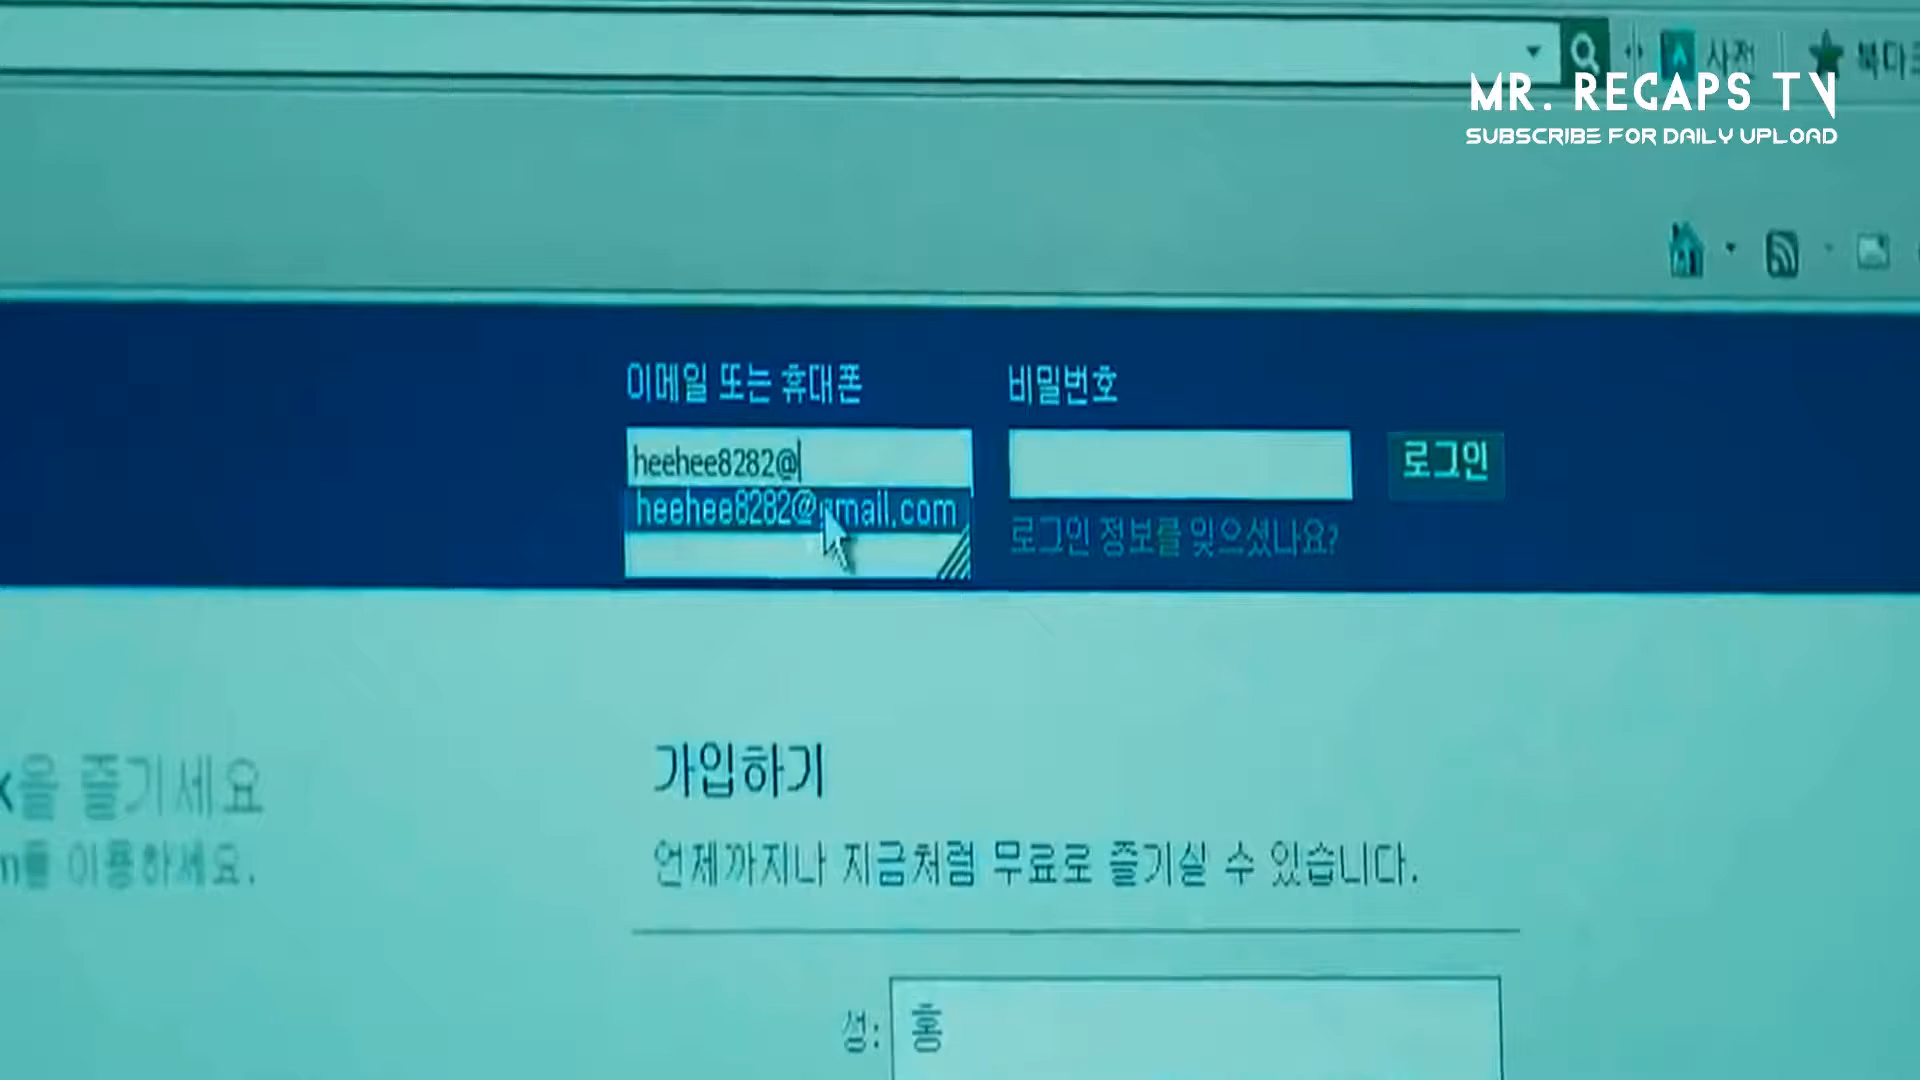 사전
MR. RECAPS TV
SUBSCRIBE FOR DAILY UPLOAD
이메일 또는 휴대폰
비밀번호
heehee8282@
로그인
heehee8282@gmail.com
로그인 정보를 잊으셨나요?
가입하기
을 즐기세요
언제까지나 지금처럼 무료로 즐기실 수 있습니다.
를 이용하세요.
성:
홍